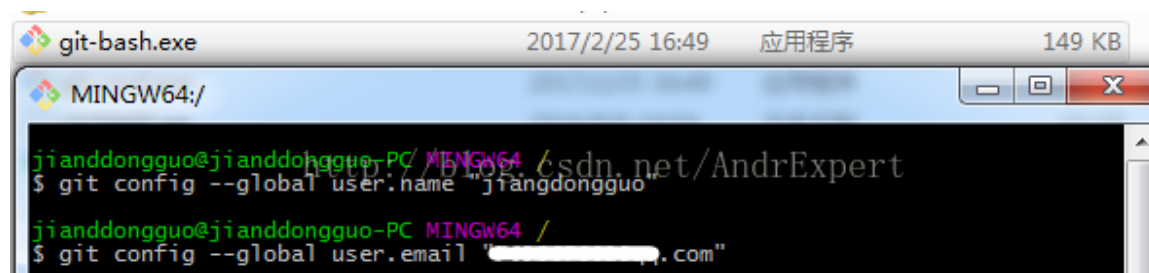 git-bash.exe 2017/2/25 16:49 应用程序 149 KB
MINGW64:/
jianddongguo@jianddongguo-PC MINGW64 /
http://blog.csdn.net/AndrExpert
$ git config --global user.name "jiangdongguo"
jianddongguo@jianddongguo-PC MINGW64 /
$ git config --global user.email ".com"